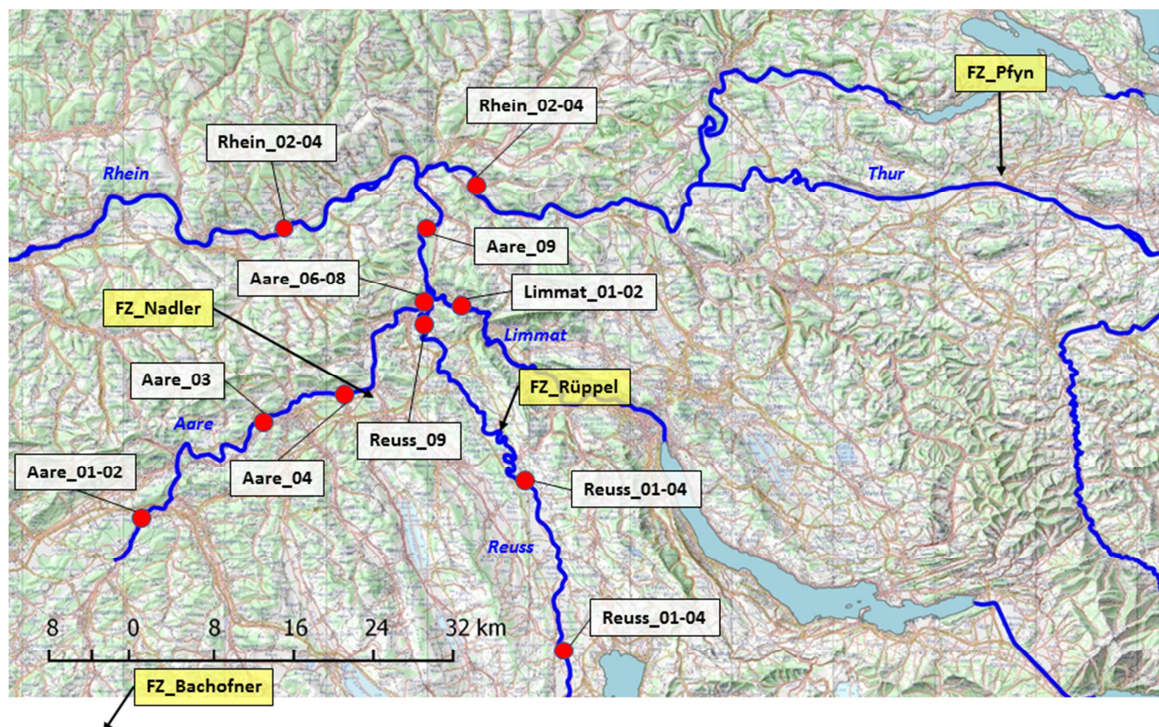 FZ_Pfyn
Rhein_02-04
Rhein_02-04
Rhein
Thur
Aare_09
Aare_06-08
Limmat_01-02
FZ_Nadler
Limmat
Aare_03
FZ_Rüppel
Aare
Reuss_09
Aare_01-02
Aare_04
Reuss_01-04
Reuss
Reuss_01-04
8 0 8 16 24 32 km
FZ_Bachofner